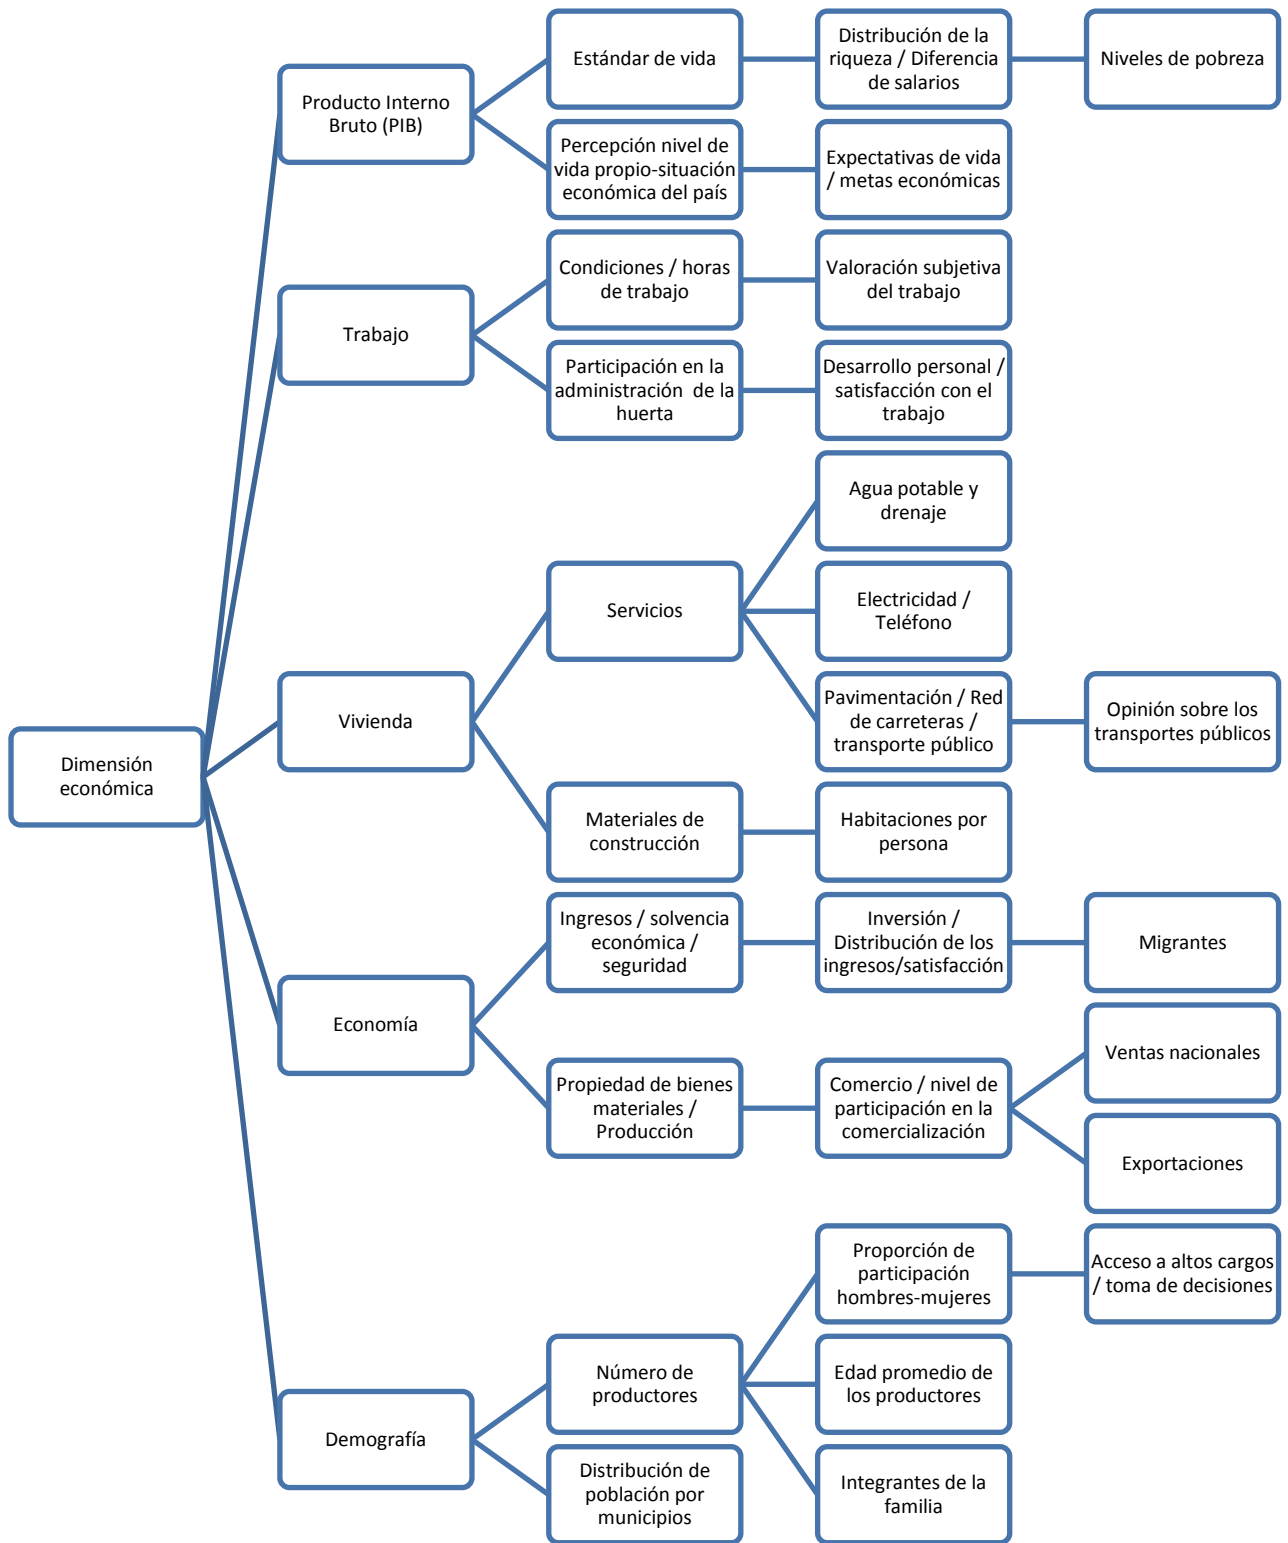 Dimensión
económica
Producto Interno
Bruto (PIB)
Estándar de vida
Distribución de la
riqueza / Diferencia
de salarios
Niveles de pobreza
Percepción nivel de
vida propio-situación
económica del país
Expectativas de vida
/ metas económicas
Trabajo
Condiciones / horas
de trabajo
Valoración subjetiva
del trabajo
Participación en la
administración de la
huerta
Desarrollo personal /
satisfacción con el
trabajo
Vivienda
Servicios
Agua potable y
drenaje
Electricidad /
Teléfono
Pavimentación / Red
de carreteras /
transporte público
Opinión sobre los
transportes públicos
Materiales de
construcción
Habitaciones por
persona
Economía
Ingresos / solvencia
económica /
seguridad
Inversión /
Distribución de los
ingresos/satisfacción
Migrantes
Propiedad de bienes
materiales /
Producción
Comercio / nivel de
participación en la
comercialización
Ventas nacionales
Exportaciones
Demografía
Número de
productores
Proporción de
participación
hombres-mujeres
Acceso a altos cargos
/ toma de decisiones
Edad promedio de
los productores
Integrantes de la
familia
Distribución de
población por
municipios